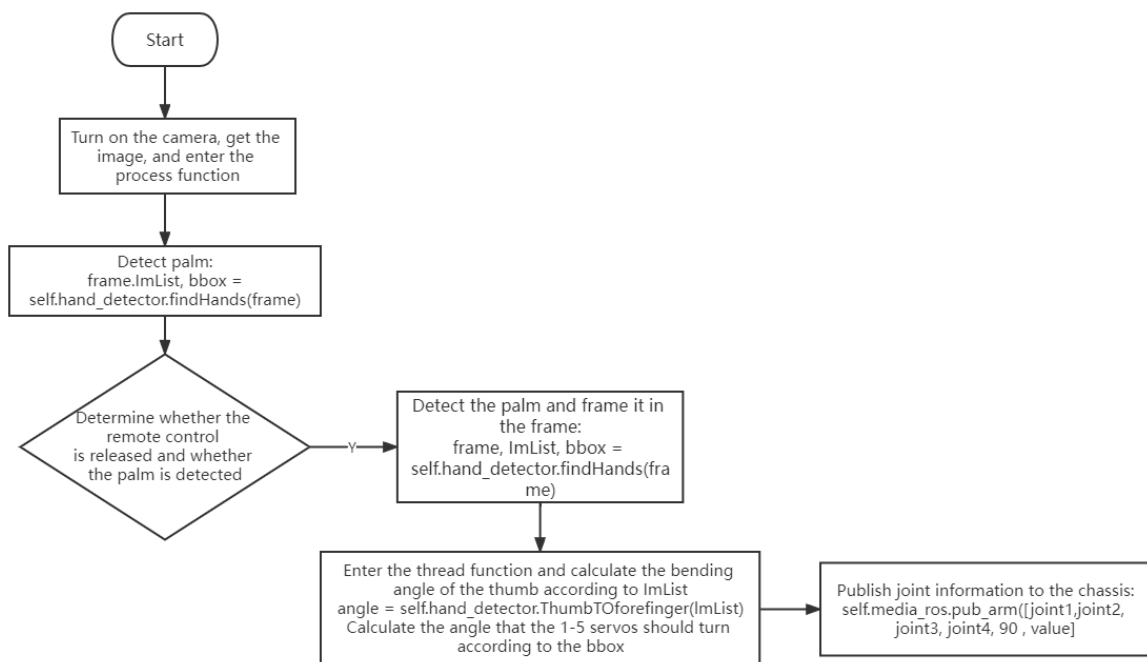 Start
Turn on the camera, get the
image, and enter the
process function
Detect palm:
frame.lmList, bbox =
self.hand_detector.findHands(frame)
Determine whether the
remote control
is released and whether
the palm is detected
Y
Detect the palm and frame it in
the frame:
frame, lmList, bbox =
self.hand_detector.findHands(fra
me)
Enter the thread function and calculate the bending
angle of the thumb according to lmList
angle = self.hand_detector.ThumbTOforefinger(lmList)
Calculate the angle that the 1-5 servos should turn
according to the bbox
Publish joint information to the chassis:
self.media_ros.pub_arm([joint1,joint2,
joint3, joint4, 90 , value]